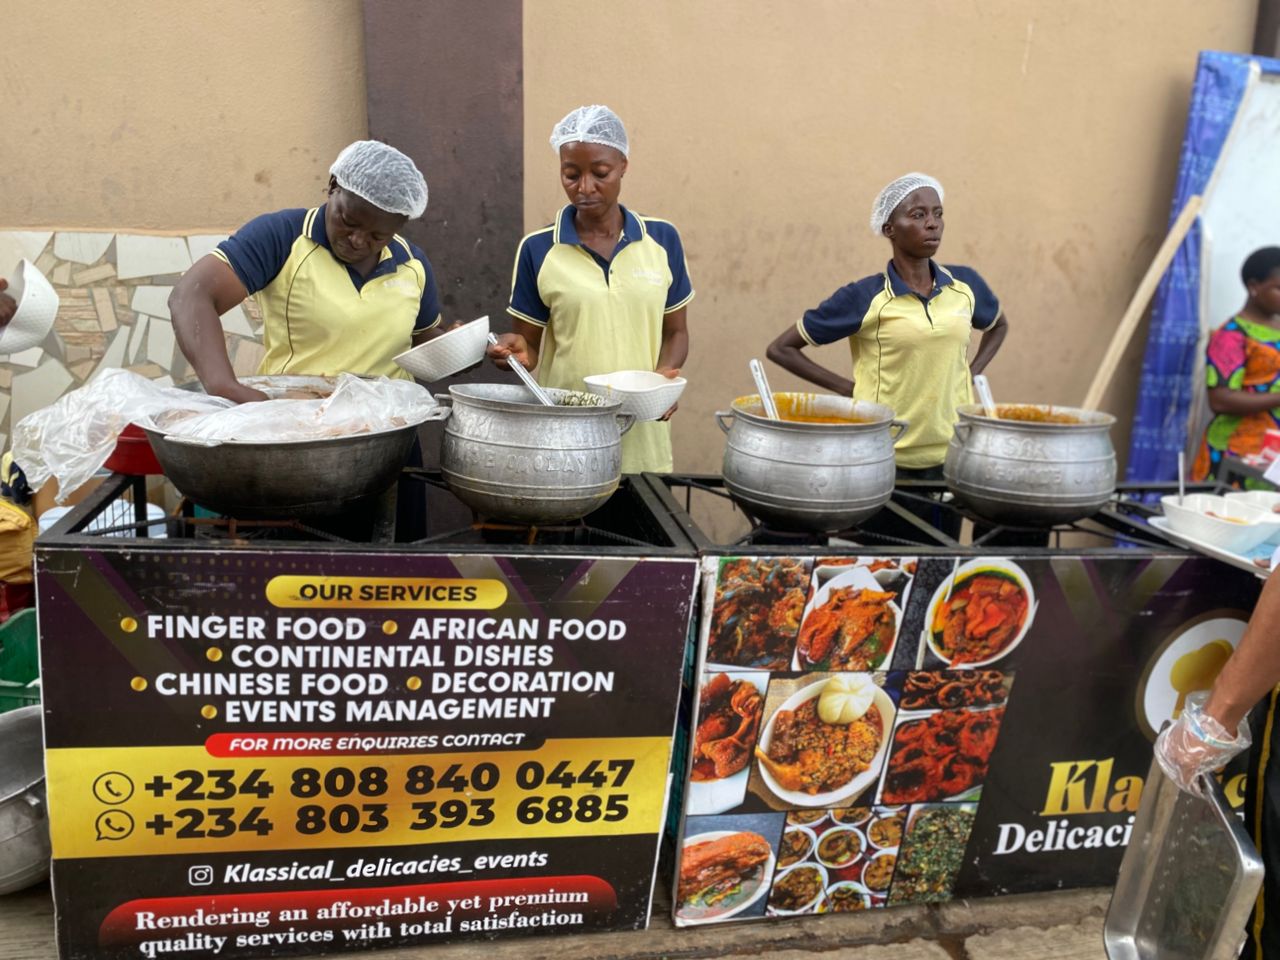 OUR SERVICES
FINGER FOOD AFRICAN FOOD
CONTINENTAL DISHES
CHINESE FOOD DECORATION
EVENTS MANAGEMENT
FOR MORE ENQUIRIES CONTACT
+234 808 840 0447
+234 803 393 6885
Klassical_delicacies_events
Rendering an affordable yet premium
quality services with total satisfaction
Kla
Delicaci